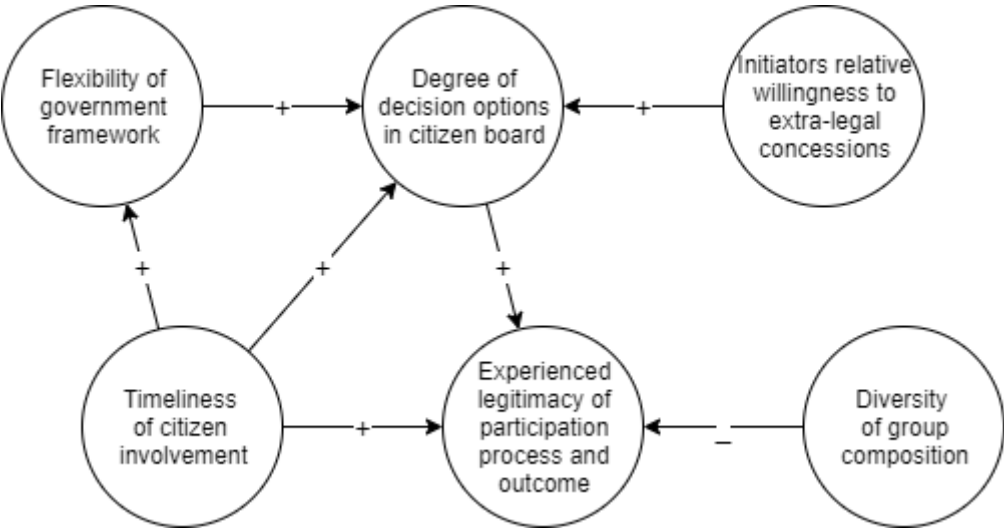 Flexibility of
government
framework
+
Degree of
decision options
in citizen board
+
Initiators relative
willingness to
extra-legal
concessions
+
+
+
Timeliness
of citizen
involvement
+
Experienced
legitimacy of
participation
process and
outcome
–
Diversity
of group
composition